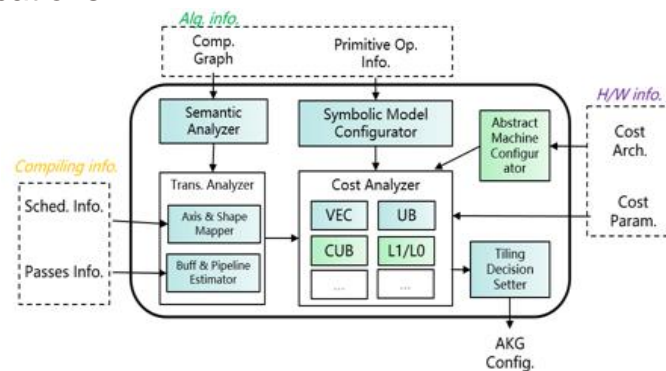 Alg. info.
Comp.
Graph
Primitive Op.
Info.
H/W info.
Semantic
Analyzer
Symbolic Model
Configurator
Abstract
Machine
Configur
ator
Cost
Arch.
Compiling info.
Trans. Analyzer
Cost Analyzer
Sched. Info.
Axis & Shape
Mapper
VEC
UB
Cost
Param.
CUB
L1/L0
Passes Info.
Buff & Pipeline
Estimator
...
...
Tiling
Decision
Setter
AKG
Config.